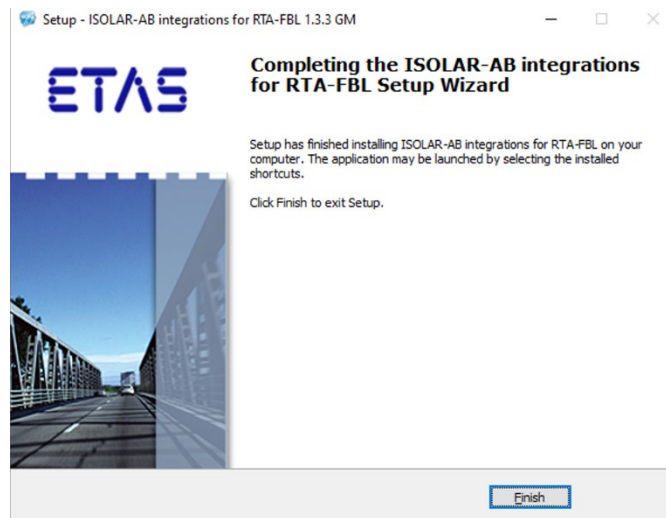 Setup - ISOLAR-AB integrations for RTA-FBL 1.3.3 GM
ETAS
Completing the ISOLAR-AB integrations
for RTA-FBL Setup Wizard
Setup has finished installing ISOLAR-AB integrations for RTA-FBL on your
computer. The application may be launched by selecting the installed
shortcuts.
Click Finish to exit Setup.
Finish